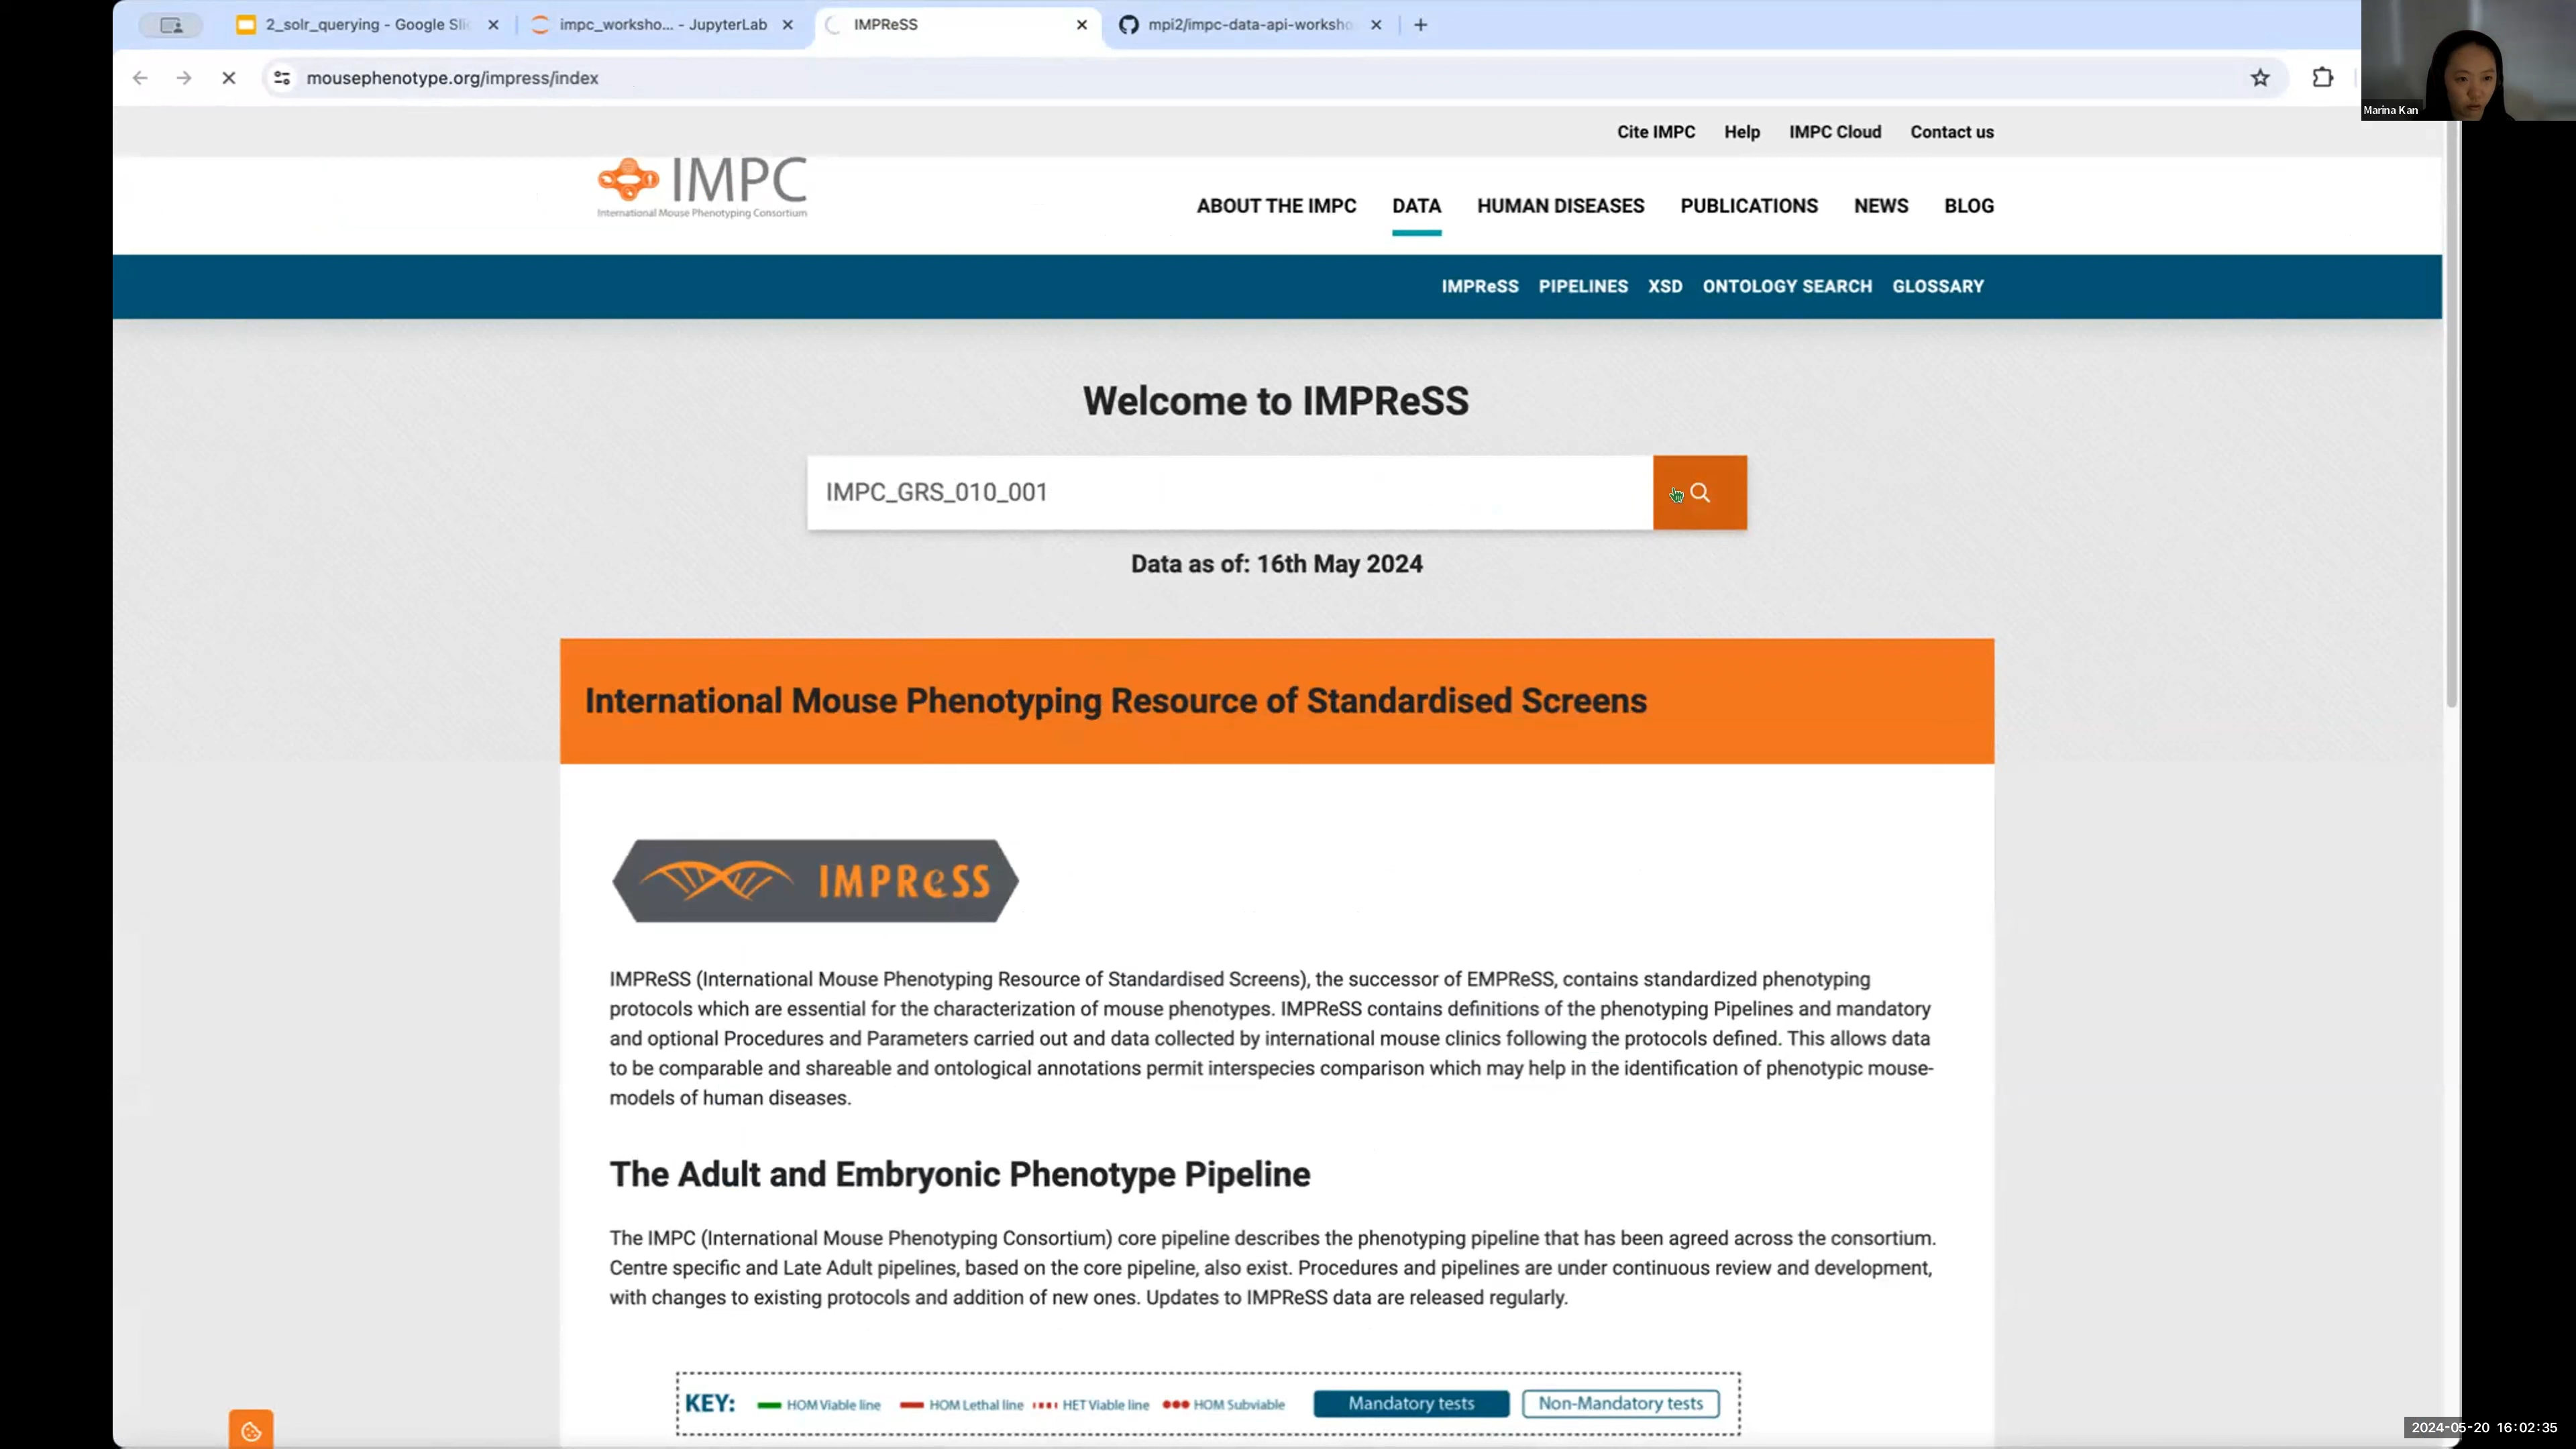 2_solr_querying - Google Sli
impc_worksho... - JupyterLab
IMPReSS
mpi2/impc-data-api-worksho
mousephenotype.org/impress/index
Marina Kan
Cite IMPC Help IMPC Cloud Contact us
IMPC
International Mouse Phenotyping Consortium
ABOUT THE IMPC DATA HUMAN DISEASES PUBLICATIONS NEWS BLOG
IMPReSS PIPELINES XSD ONTOLOGY SEARCH GLOSSARY
Welcome to IMPReSS
IMPC_GRS_010_001
Data as of: 16th May 2024
International Mouse Phenotyping Resource of Standardised Screens
IMPReSS
IMPReSS (International Mouse Phenotyping Resource of Standardised Screens), the successor of EMPReSS, contains standardized phenotyping
protocols which are essential for the characterization of mouse phenotypes. IMPReSS contains definitions of the phenotyping Pipelines and mandatory
and optional Procedures and Parameters carried out and data collected by international mouse clinics following the protocols defined. This allows data
to be comparable and shareable and ontological annotations permit interspecies comparison which may help in the identification of phenotypic mouse-
models of human diseases.
The Adult and Embryonic Phenotype Pipeline
The IMPC (International Mouse Phenotyping Consortium) core pipeline describes the phenotyping pipeline that has been agreed across the consortium.
Centre specific and Late Adult pipelines, based on the core pipeline, also exist. Procedures and pipelines are under continuous review and development,
with changes to existing protocols and addition of new ones. Updates to IMPReSS data are released regularly.
KEY: HOM Viable line HOM Lethal line HET Viable line HOM Subviable Mandatory tests Non-Mandatory tests
2024-05-20 16:02:35